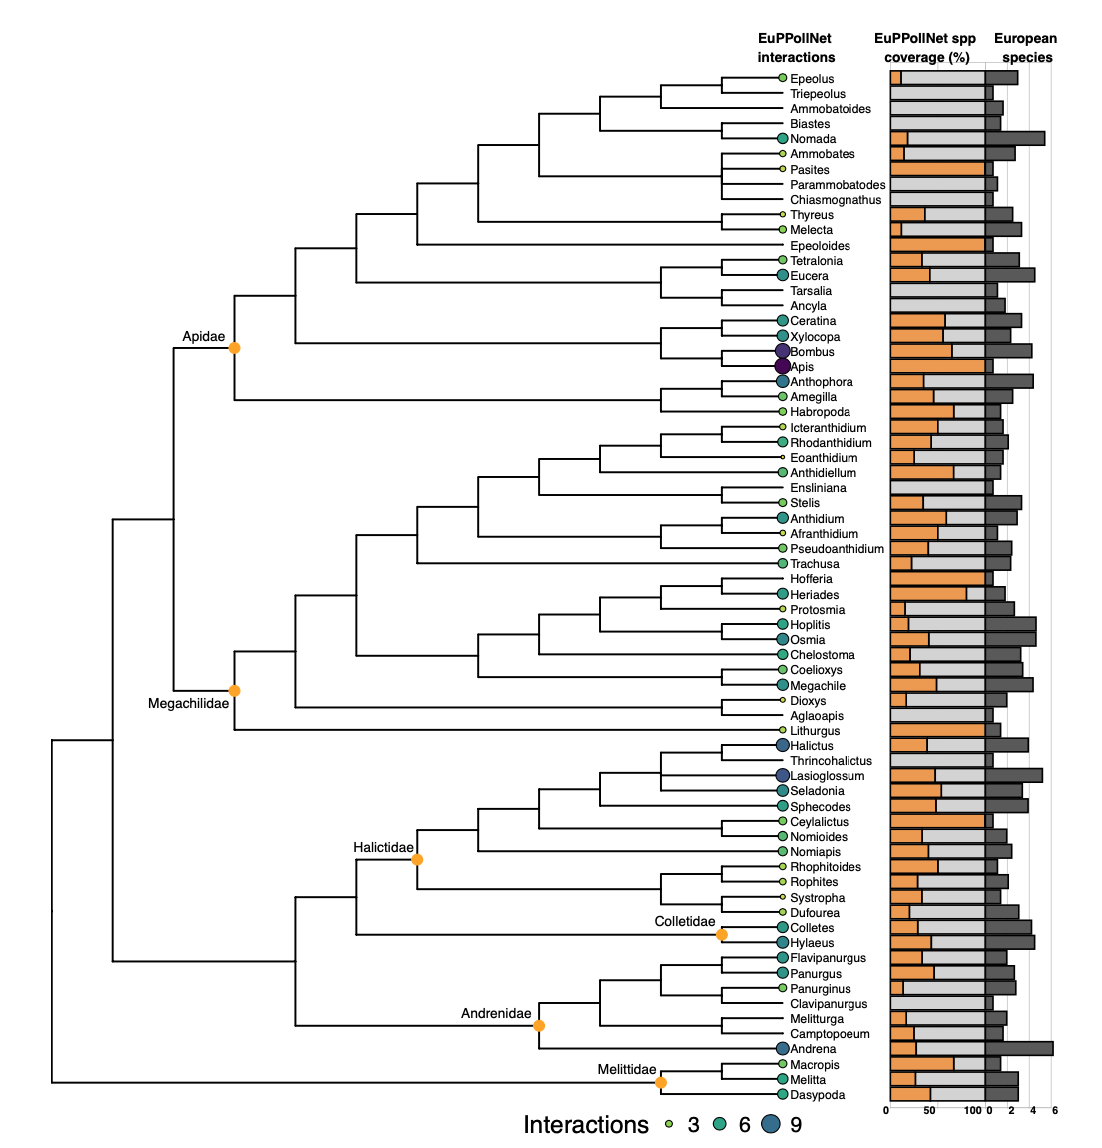 EuPPollNet EuPPollNet spp European
interactions coverage (%) species
Epeolus
Triepeolus
Ammobatoides
Biastes
Nomada
Ammobates
Pasites
Parammobatodes
Chiasmognathus
Thyreus
Melecta
Epeoloides
Tetralonia
Eucera
Tarsalia
Ancyla
Ceratina
Apidae
Xylocopa
Bombus
Apis
Anthophora
Amegilla
Habropoda
Icteranthidium
Rhodanthidium
Eoanthidium
Anthidiellum
Ensliniana
Stelis
Anthidium
Afranthidium
Pseudoanthidium
Trachusa
Hofferia
Heriades
Protosmia
Hoplitis
Osmia
Chelostoma
Coelioxys
Megachile
Megachilidae
Dioxys
Aglaoapis
Lithurgus
Halictus
Thrincohalictus
Lasioglossum
Seladonia
Sphecodes
Ceylalictus
Nomioides
Halictidae
Nomiapis
Rhophitoides
Rophites
Systropha
Dufourea
Colletidae
Colletes
Hylaeus
Flavipanurgus
Panurgus
Panurginus
Clavipanurgus
Andrenidae
Melitturga
Camptopoeum
Andrena
Macropis
Melittidae
Melitta
Dasypoda
0 50 100 0 2 4 6
Interactions 3 6 9